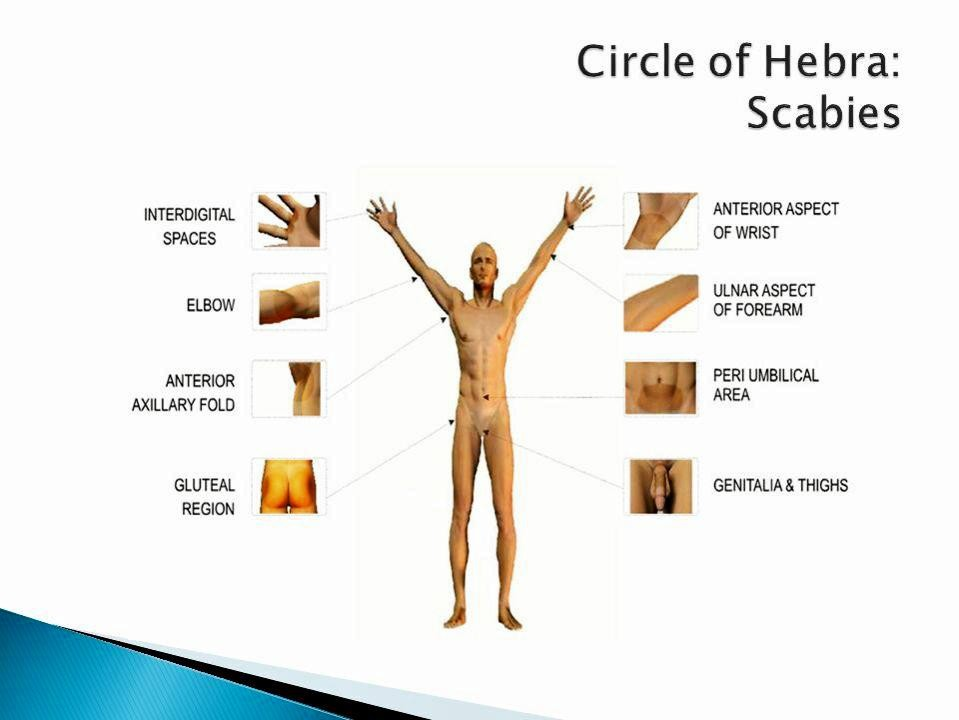 Circle of Hebra:
Scabies
INTERDIGITAL
SPACES
ELBOW
ANTERIOR
AXILLARY FOLD
GLUTEAL
REGION
ANTERIOR ASPECT
OF WRIST
ULNAR ASPECT
OF FOREARM
PERI UMBILICAL
AREA
GENITALIA & THIGHS